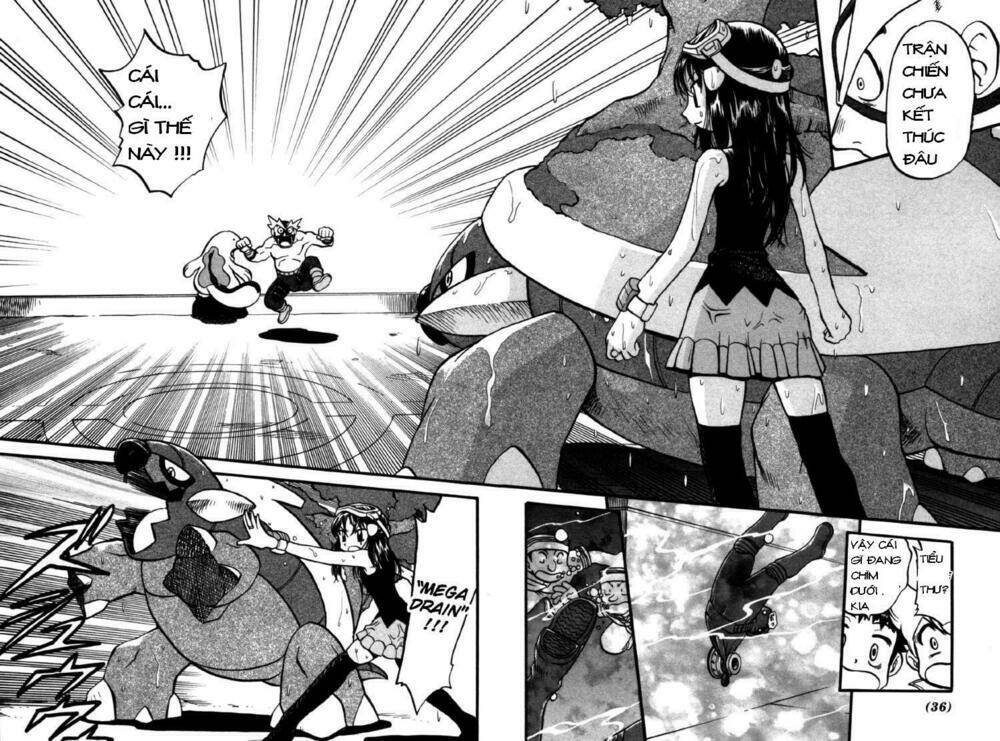 TRẬN
CHIẾN
CHƯA
KẾT
THÚC
ĐÂU
CÁI
CÁI...
GÌ THẾ
NÀY !!!
TIỂU
THƯ?
VẬY CÁI
GÌ ĐANG
CHÌM
DƯỚI .
KIA
"MEGA
DRAIN"
!!!
(36)